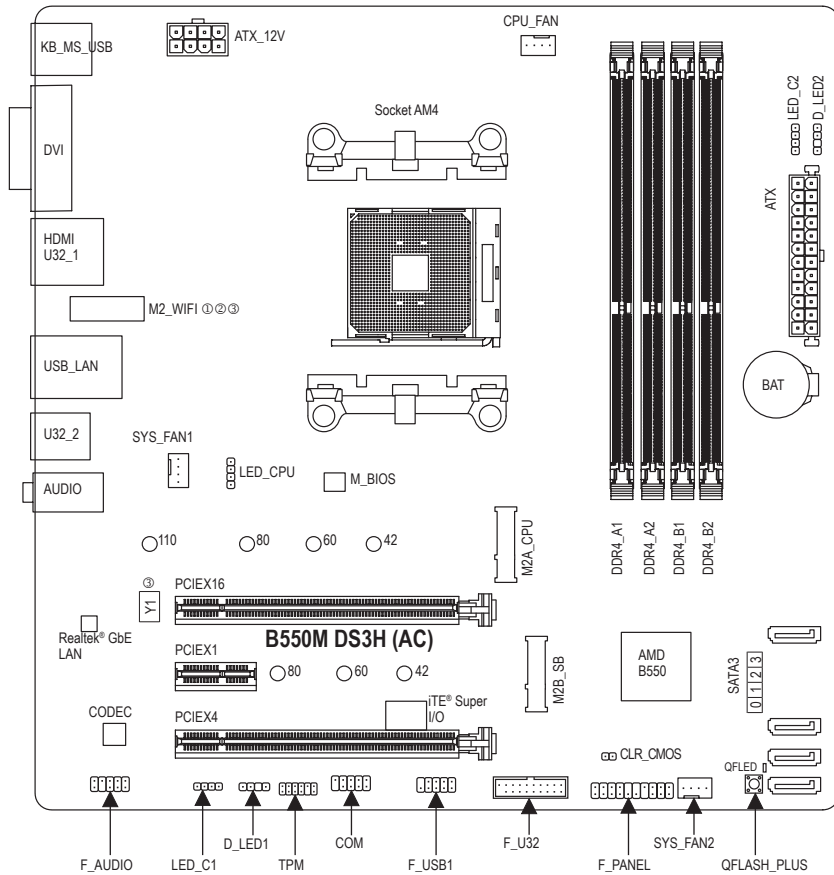 KB_MS_USB
ATX_12V
CPU_FAN
LED_C2
D_LED2
DVI
Socket AM4
ATX
HDMI
U32_1
M2_WIFI ①②③
USB_LAN
BAT
U32_2
SYS_FAN1
LED_CPU
M_BIOS
AUDIO
110
80
60
42
M2A_CPU
DDR4_A1
DDR4_A2
DDR4_B1
DDR4_B2
③
Y1
PCIEX16
Realtek® GbE
LAN
B550M DS3H (AC)
PCIEX1
80
60
42
M2B_SB
AMD
B550
SATA3
0 1 2 3
CODEC
PCIEX4
iTE® Super
I/O
CLR_CMOS
QFLED
F_AUDIO
LED_C1
D_LED1
TPM
COM
F_USB1
F_U32
F_PANEL
SYS_FAN2
QFLASH_PLUS